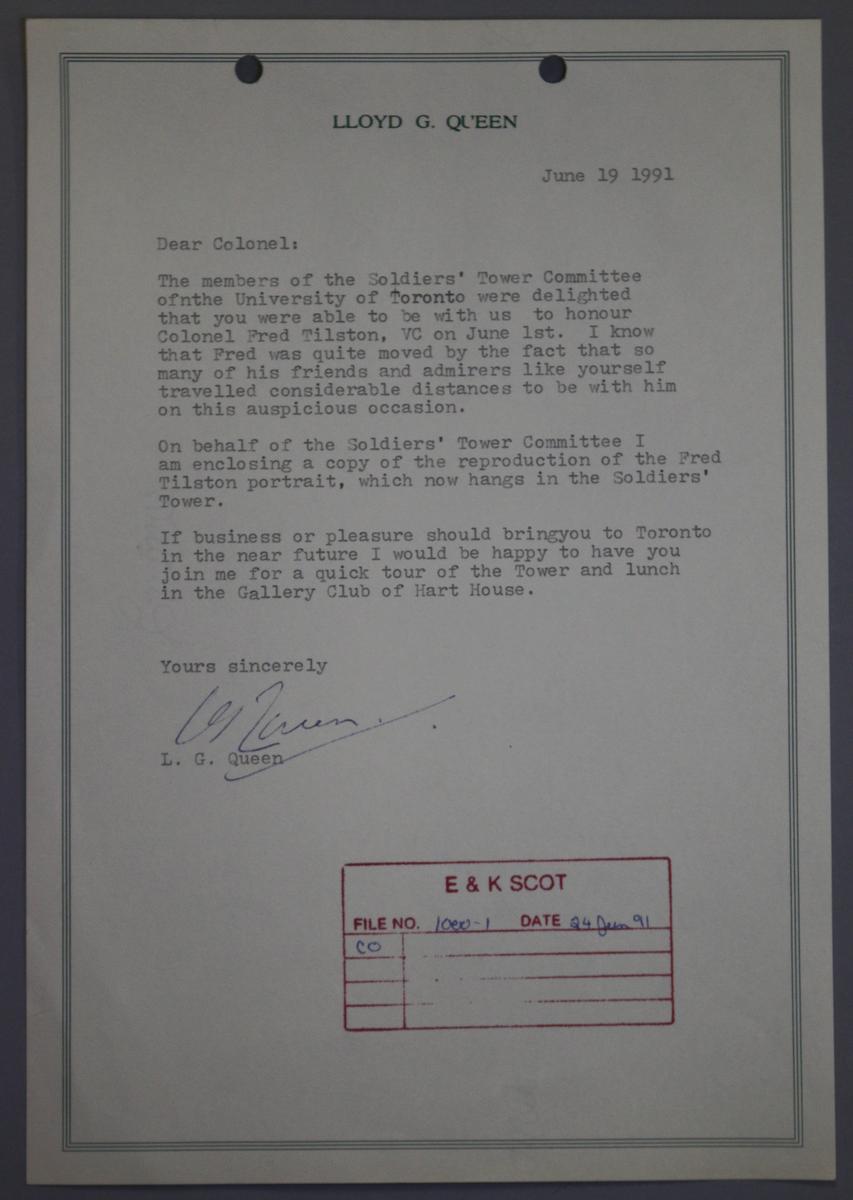 LLOYD G. QUEEN
June 19 1991
Dear Colonel:
The members of the Soldiers' Tower Committee
ofnthe University of Toronto were delighted
that you were able to be with us to honour
Colonel Fred Tilston, VC on June 1st. I know
that Fred was quite moved by the fact that so
many of his friends and admirers like yourself
travelled considerable distances to be with him
on this auspicious occasion.
On behalf of the Soldiers' Tower Committee I
am enclosing a copy of the reproduction of the Fred
Tilston portrait, which now hangs in the Soldiers'
Tower.
If business or pleasure should bringyou to Toronto
in the near future I would be happy to have you
join me for a quick tour of the Tower and lunch
in the Gallery Club of Hart House.
Yours sincerely
LG Queen
L. G. Queen
E & K SCOT
FILE NO. 1000-1 DATE 24 Jun 91
CO